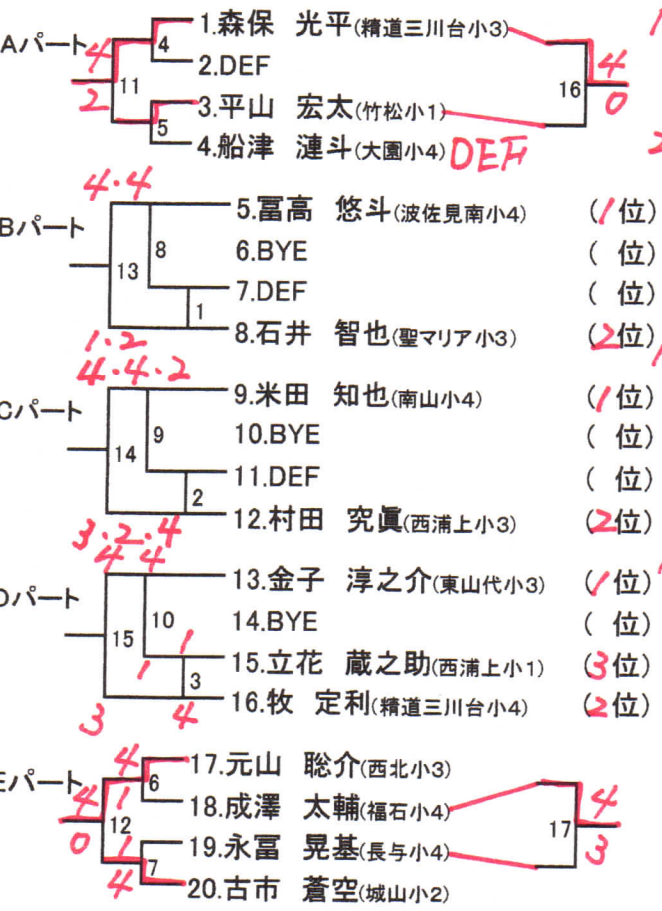 Aパート 4 2 11 4 1.森保 光平(精道三川台小3) 16 4 0
2.DEF
5 3.平山 宏太(竹松小1)
4.船津 漣斗(大園小4) DEF
4・4
Bパート 13 8 5.冨高 悠斗(波佐見南小4) (1位)
6.BYE ( 位)
7.DEF ( 位)
1 8.石井 智也(聖マリア小3) (2位)
1・2
4・4・2
Cパート 14 9 9.米田 知也(南山小4) (1位)
10.BYE ( 位)
11.DEF ( 位)
2 12.村田 究眞(西浦上小3) (2位)
3・2・4
4 4
Dパート 15 10 13.金子 淳之介(東山代小3) (1位)
14.BYE ( 位)
1 1 3 15.立花 蔵之助(西浦上小1) (3位)
3 4 16.牧 定利(精道三川台小4) (2位)
Eパート 4 0 12 4 1 6 17.元山 聡介(西北小3)
18.成澤 太輔(福石小4) 17 4 3
1 4 7 19.永冨 晃基(長与小4)
20.古市 蒼空(城山小2)